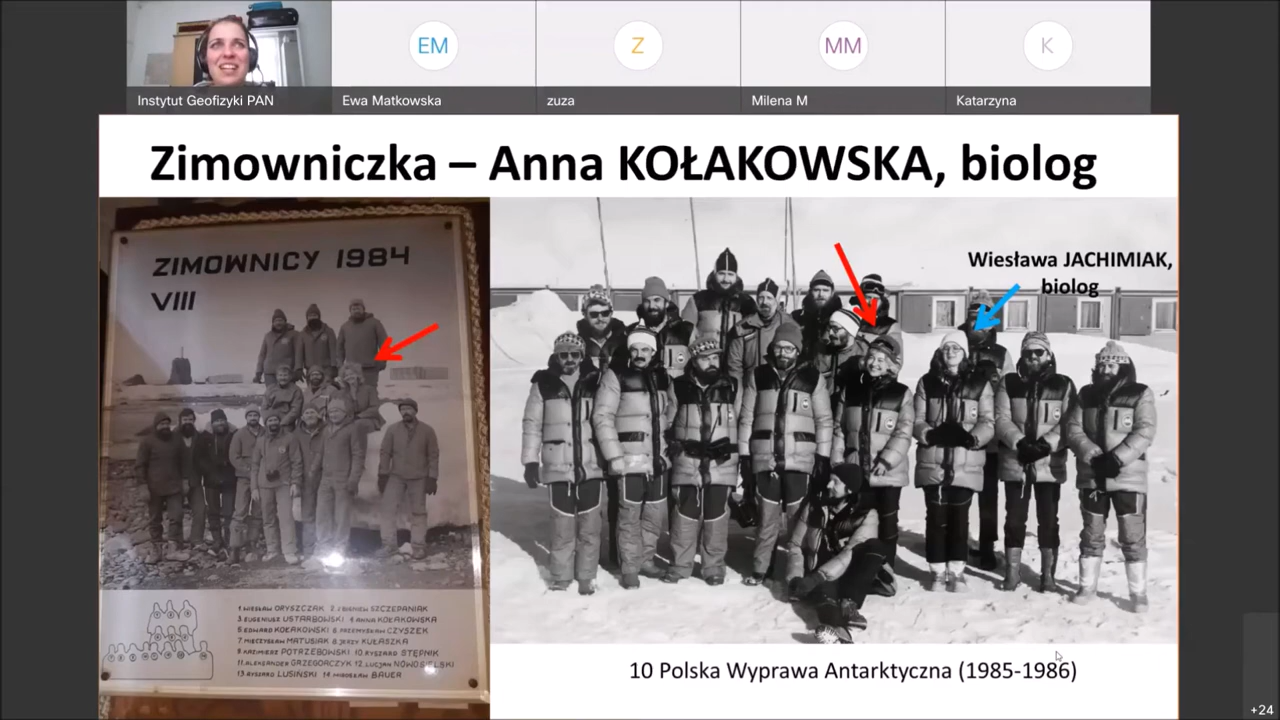 EM
Z
MM
K
Instytut Geofizyki PAN
Ewa Matkowska
zuza
Milena M
Katarzyna
Zimowniczka – Anna KOŁAKOWSKA, biolog
ZIMOWNICY 1984
VIII
1. WIESŁAW ORYSZCZAK 2. ZBIGNIEW SZCZEPANIAK
3. EUGENIUSZ USTARBOWSKI 4 ANNA KOŁAKOWSKA
5 EDWARD KOŁAKOWSKI 6 PRZEMYSŁAW CZYSZEK
7. MIECZYSŁAW MATUSIAK 8. JERZY KUŁASZKA
9. KAZIMIERZ POTRZEBOWSKI 10. RYSZARD STĘPNIK
11. ALEKSANDER GRZEGORCZYK 12. LUCJAN NOWOSIELSKI
13 RYSZARD LUSIŃSKI 14 MIROSŁAW BAUER
Wiesława JACHIMIAK,
biolog
10 Polska Wyprawa Antarktyczna (1985-1986)
+24